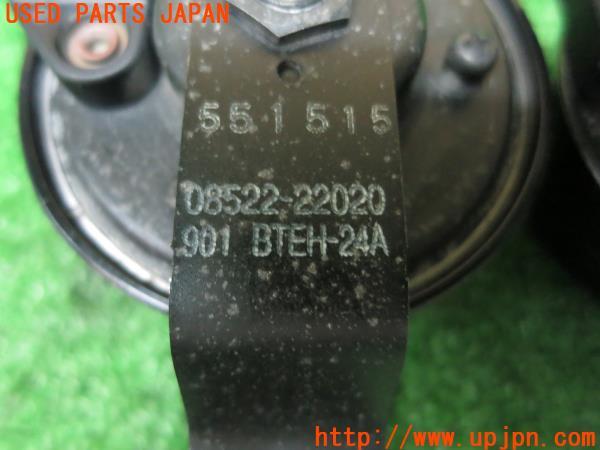 USED PARTS JAPAN
551515
08522-22020
901 BTEH-24A
http://www.upjpn.com/